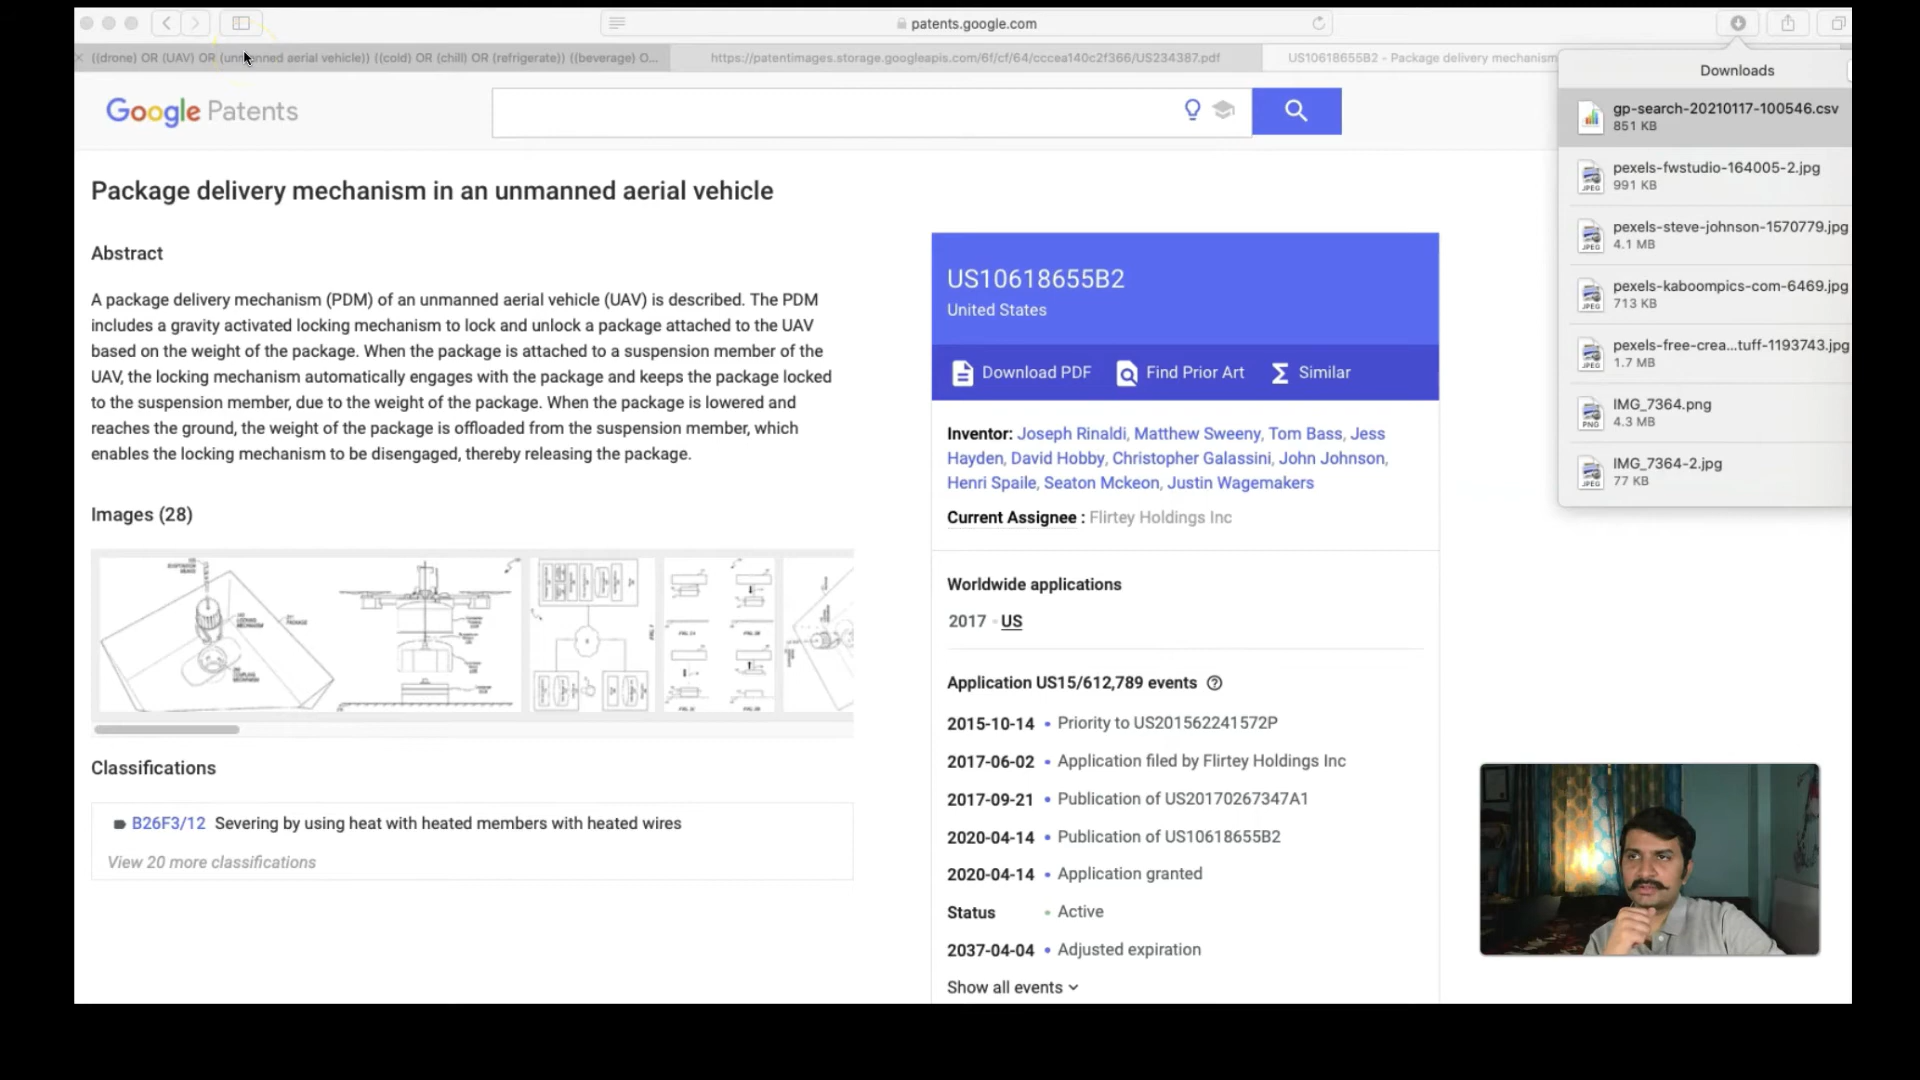 patents.google.com
((drone) OR (UAV) OR (unmanned aerial vehicle)) ((cold) OR (chill) OR (refrigerate)) ((beverage) O...
https://patentimages.storage.googleapis.com/6f/cf/64/cccea140c2f366/US234387.pdf
US10618655B2 - Package delivery mechanism
Downloads
gp-search-20210117-100546.csv
851 KB
pexels-fwstudio-164005-2.jpg
991 KB
pexels-steve-johnson-1570779.jpg
4.1 MB
pexels-kaboompics-com-6469.jpg
713 KB
pexels-free-crea...tuff-1193743.jpg
1.7 MB
IMG_7364.png
4.3 MB
IMG_7364-2.jpg
77 KB
Google Patents
Package delivery mechanism in an unmanned aerial vehicle
Abstract
A package delivery mechanism (PDM) of an unmanned aerial vehicle (UAV) is described. The PDM
includes a gravity activated locking mechanism to lock and unlock a package attached to the UAV
based on the weight of the package. When the package is attached to a suspension member of the
UAV, the locking mechanism automatically engages with the package and keeps the package locked
to the suspension member, due to the weight of the package. When the package is lowered and
reaches the ground, the weight of the package is offloaded from the suspension member, which
enables the locking mechanism to be disengaged, thereby releasing the package.
Images (28)
Classifications
B26F3/12 Severing by using heat with heated members with heated wires
View 20 more classifications
US10618655B2
United States
Download PDF Find Prior Art Similar
Inventor: Joseph Rinaldi, Matthew Sweeny, Tom Bass, Jess
Hayden, David Hobby, Christopher Galassini, John Johnson,
Henri Spaile, Seaton Mckeon, Justin Wagemakers
Current Assignee : Flirtey Holdings Inc
Worldwide applications
2017 · US
Application US15/612,789 events
2015-10-14 • Priority to US201562241572P
2017-06-02 • Application filed by Flirtey Holdings Inc
2017-09-21 • Publication of US20170267347A1
2020-04-14 • Publication of US10618655B2
2020-04-14 • Application granted
Status • Active
2037-04-04 • Adjusted expiration
Show all events